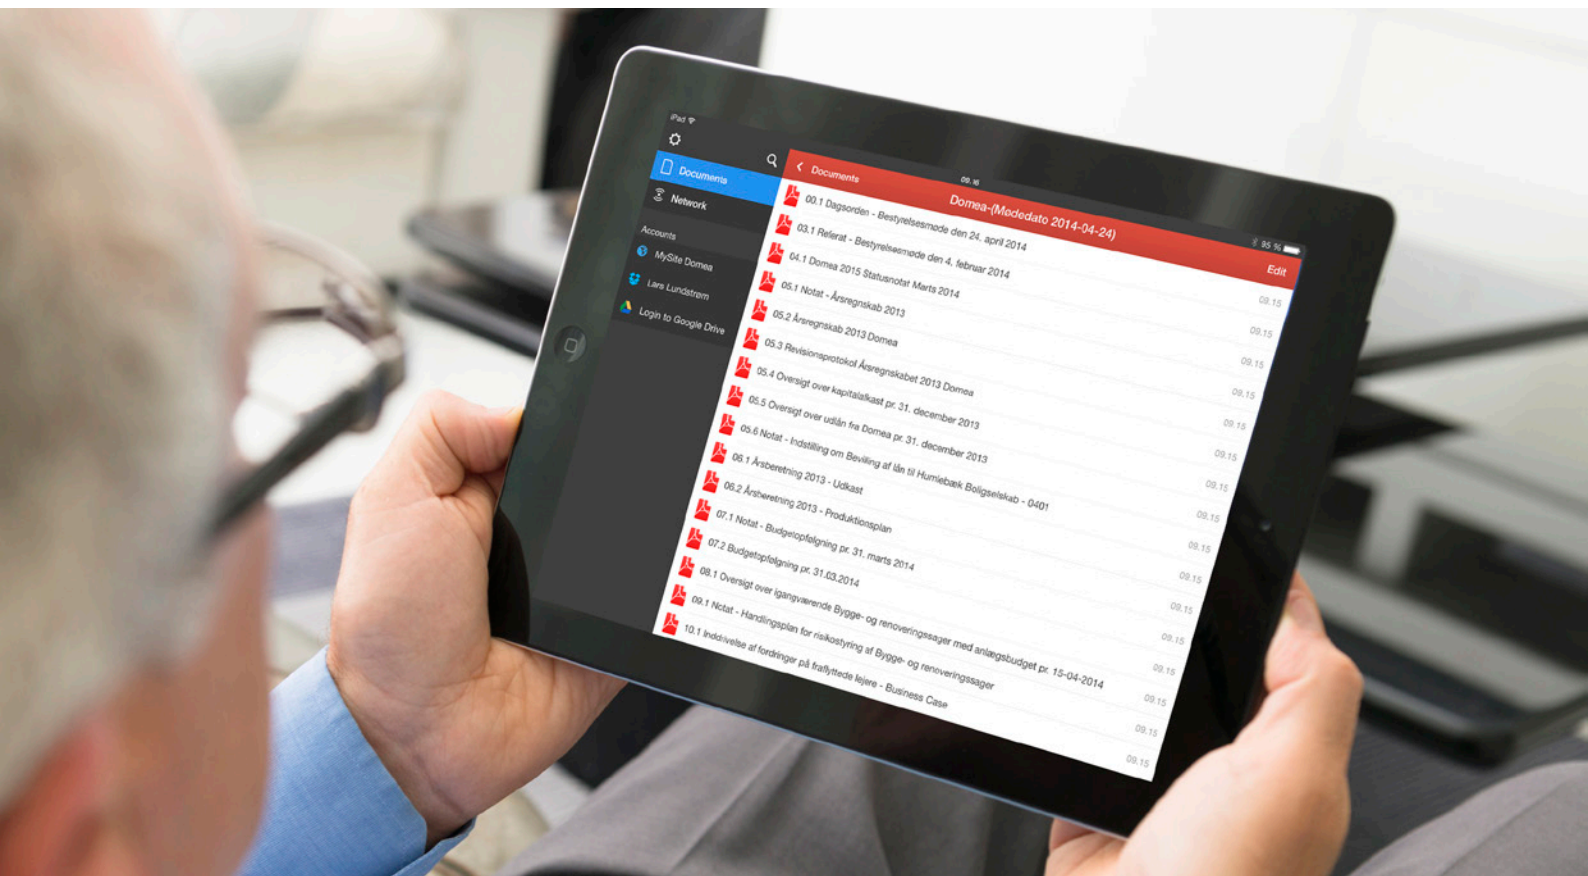 iPad
09.16
95 %
Documents
Network
Accounts
MySite Domea
Lars Lundstrøm
Login to Google Drive
Documents
Domea-(Mødedato 2014-04-24)
Edit
00.1 Dagsorden - Bestyrelsesmøde den 24. april 2014
09.15
03.1 Referat - Bestyrelsesmøde den 4. februar 2014
09.15
04.1 Domea 2015 Statusnotat Marts 2014
09.15
05.1 Notat - Årsregnskab 2013
09.15
05.2 Årsregnskab 2013 Domea
09.15
05.3 Revisionsprotokol Årsregnskabet 2013 Domea
09.15
05.4 Oversigt over kapitalafkast pr. 31. december 2013
09.15
05.5 Oversigt over udlån fra Domea pr. 31. december 2013
09.15
05.6 Notat - Indstilling om Bevilling af lån til Humlebæk Boligselskab - 0401
09.15
06.1 Årsberetning 2013 - Udkast
09.15
06.2 Årsberetning 2013 - Produktionsplan
09.15
07.1 Notat - Budgetopfølgning pr. 31. marts 2014
09.15
07.2 Budgetopfølgning pr. 31.03.2014
09.15
08.1 Oversigt over igangværende Bygge- og renoveringssager med anlægsbudget pr. 15-04-2014
09.15
09.1 Notat - Handlingsplan for risikostyring af Bygge- og renoveringssager
09.15
10.1 Inddrivelse af fordringer på fraflyttede lejere - Business Case
09.15